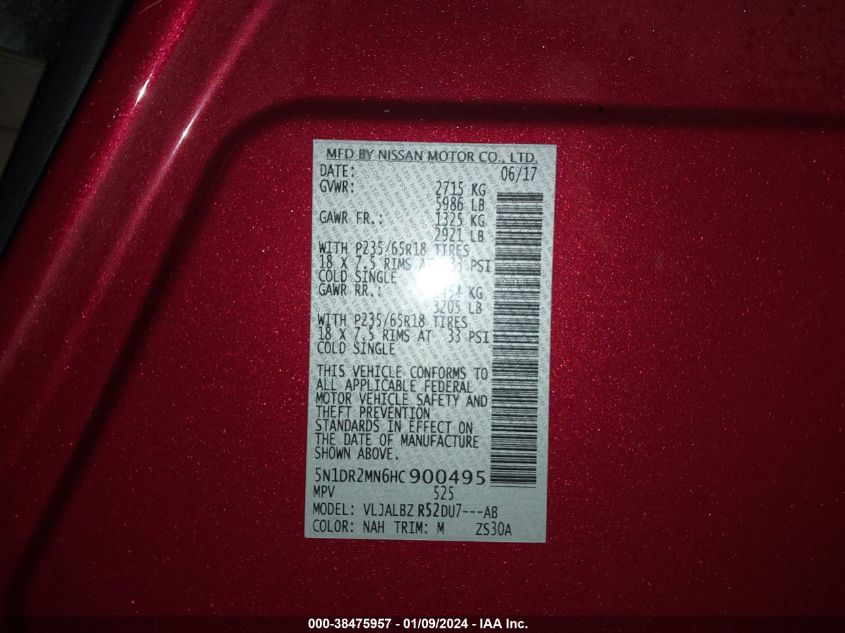 MFD BY NISSAN MOTOR CO., LTD.
DATE: 06/17
GVWR: 2715 KG
5986 LB
GAWR FR.: 1325 KG
2921 LB
WITH P235/65R18 TIRES
18 X 7.5 RIMS AT PSI
COLD SINGLE
GAWR RR.: KG
3205 LB
WITH P235/65R18 TIRES
18 X 7.5 RIMS AT 33 PSI
COLD SINGLE
THIS VEHICLE CONFORMS TO
ALL APPLICABLE FEDERAL
MOTOR VEHICLE SAFETY AND
THEFT PREVENTION
STANDARDS IN EFFECT ON
THE DATE OF MANUFACTURE
SHOWN ABOVE.
5N1DR2MN6HC900495
MPV 525
MODEL: VLJALBZ R52DU7---AB
COLOR: NAH TRIM: M ZS30A
000-38475957 - 01/09/2024 - IAA Inc.